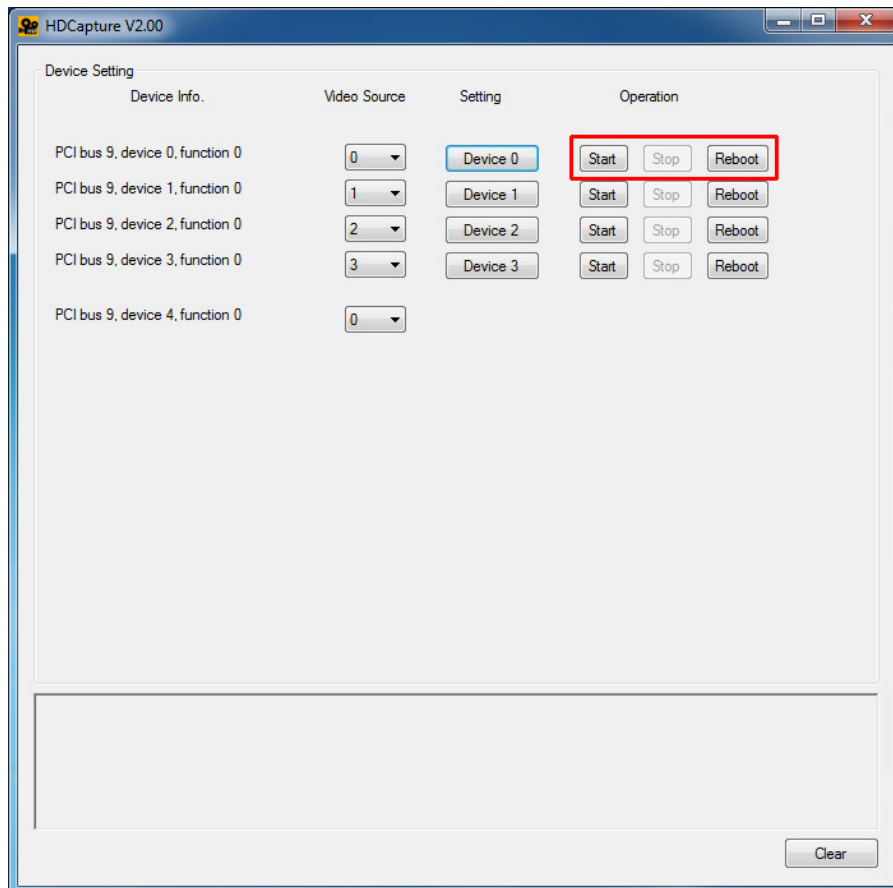 HDCapture V2.00
Device Setting
Device Info. Video Source Setting Operation
PCI bus 9, device 0, function 0 0 Device 0 Start Stop Reboot
PCI bus 9, device 1, function 0 1 Device 1 Start Stop Reboot
PCI bus 9, device 2, function 0 2 Device 2 Start Stop Reboot
PCI bus 9, device 3, function 0 3 Device 3 Start Stop Reboot
PCI bus 9, device 4, function 0 0
Clear